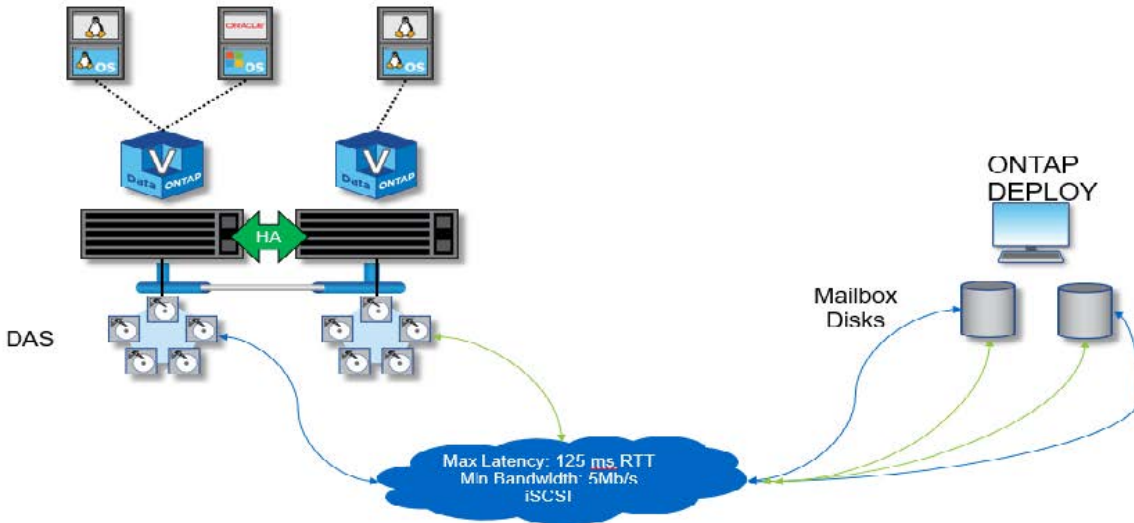 ORACLE
OS
OS
OS
V
Data ONTAP
V
Data ONTAP
HA
ONTAP
DEPLOY
Mailbox
Disks
DAS
Max Latency: 125 ms RTT
Min Bandwidth: 5Mb/s
iSCSI